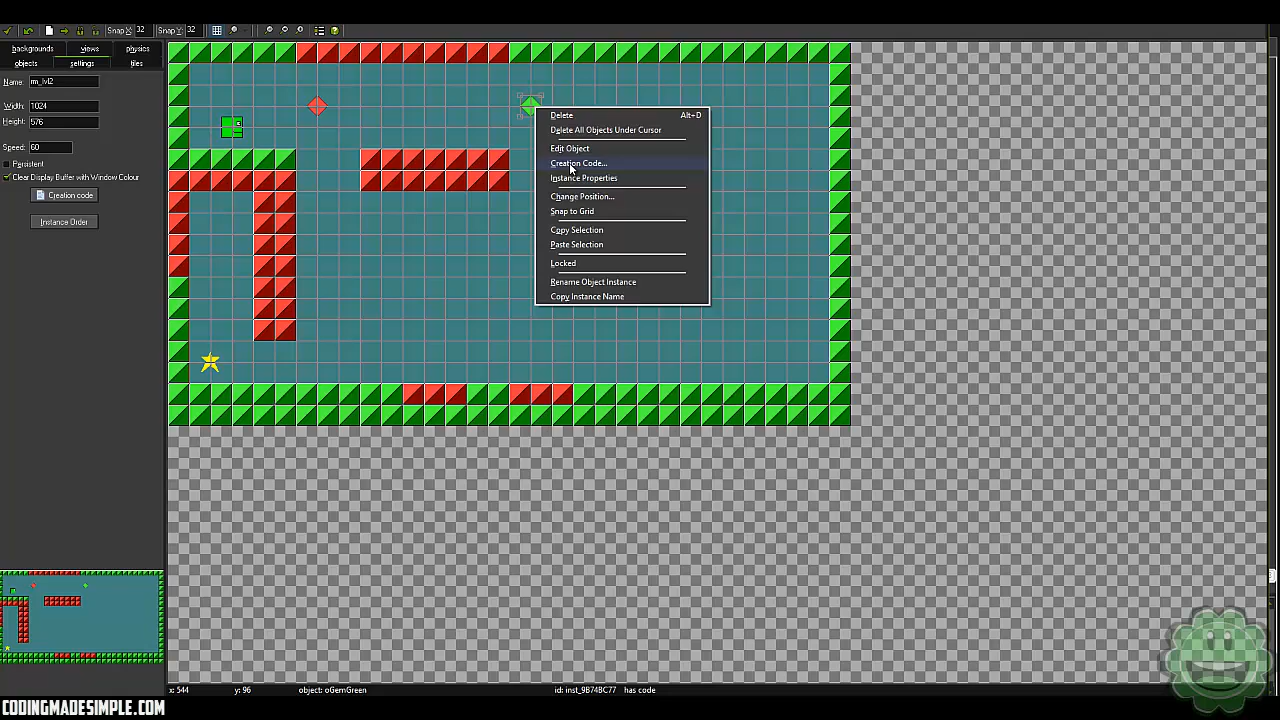 Snap X 32 Snap Y 32
backgrounds views physics
objects settings tiles
Name: rm_lvl2
Width: 1024
Height: 576
Speed: 60
Persistent
Clear Display Buffer with Window Colour
Creation code
Instance Order
Delete Alt+D
Delete All Objects Under Cursor
Edit Object
Creation Code...
Instance Properties
Change Position...
Snap to Grid
Copy Selection
Paste Selection
Locked
Rename Object Instance
Copy Instance Name
x: 544 y: 96 object: oGemGreen id: inst_9B74BC77 has code
CODINGMADESIMPLE.COM